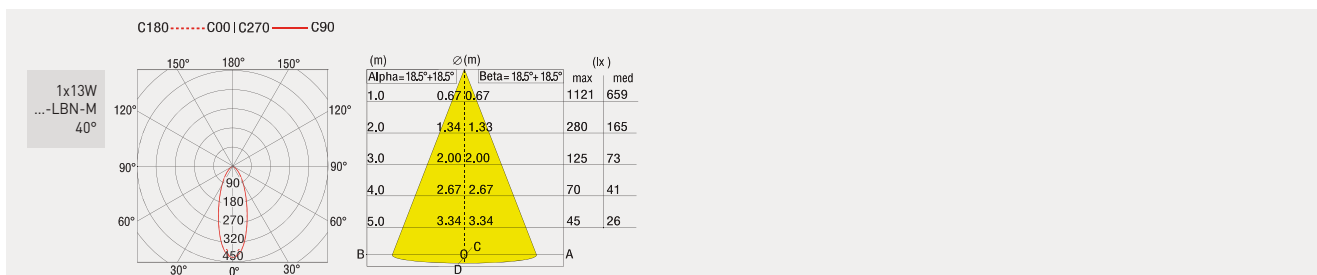 C180 C00 | C270 C90
1x13W
...-LBN-M
40°
150° 180° 150°
120° 120°
90° 90°
60° 60°
30° 0° 30°
90
180
270
320
450
(m) ∅(m) (lx )
Alpha=18.5°+18.5° Beta=18.5°+18.5° max med
1.0 0.67 0.67 1121 659
2.0 1.34 1.33 280 165
3.0 2.00 2.00 125 73
4.0 2.67 2.67 70 41
5.0 3.34 3.34 45 26
B O C A
D